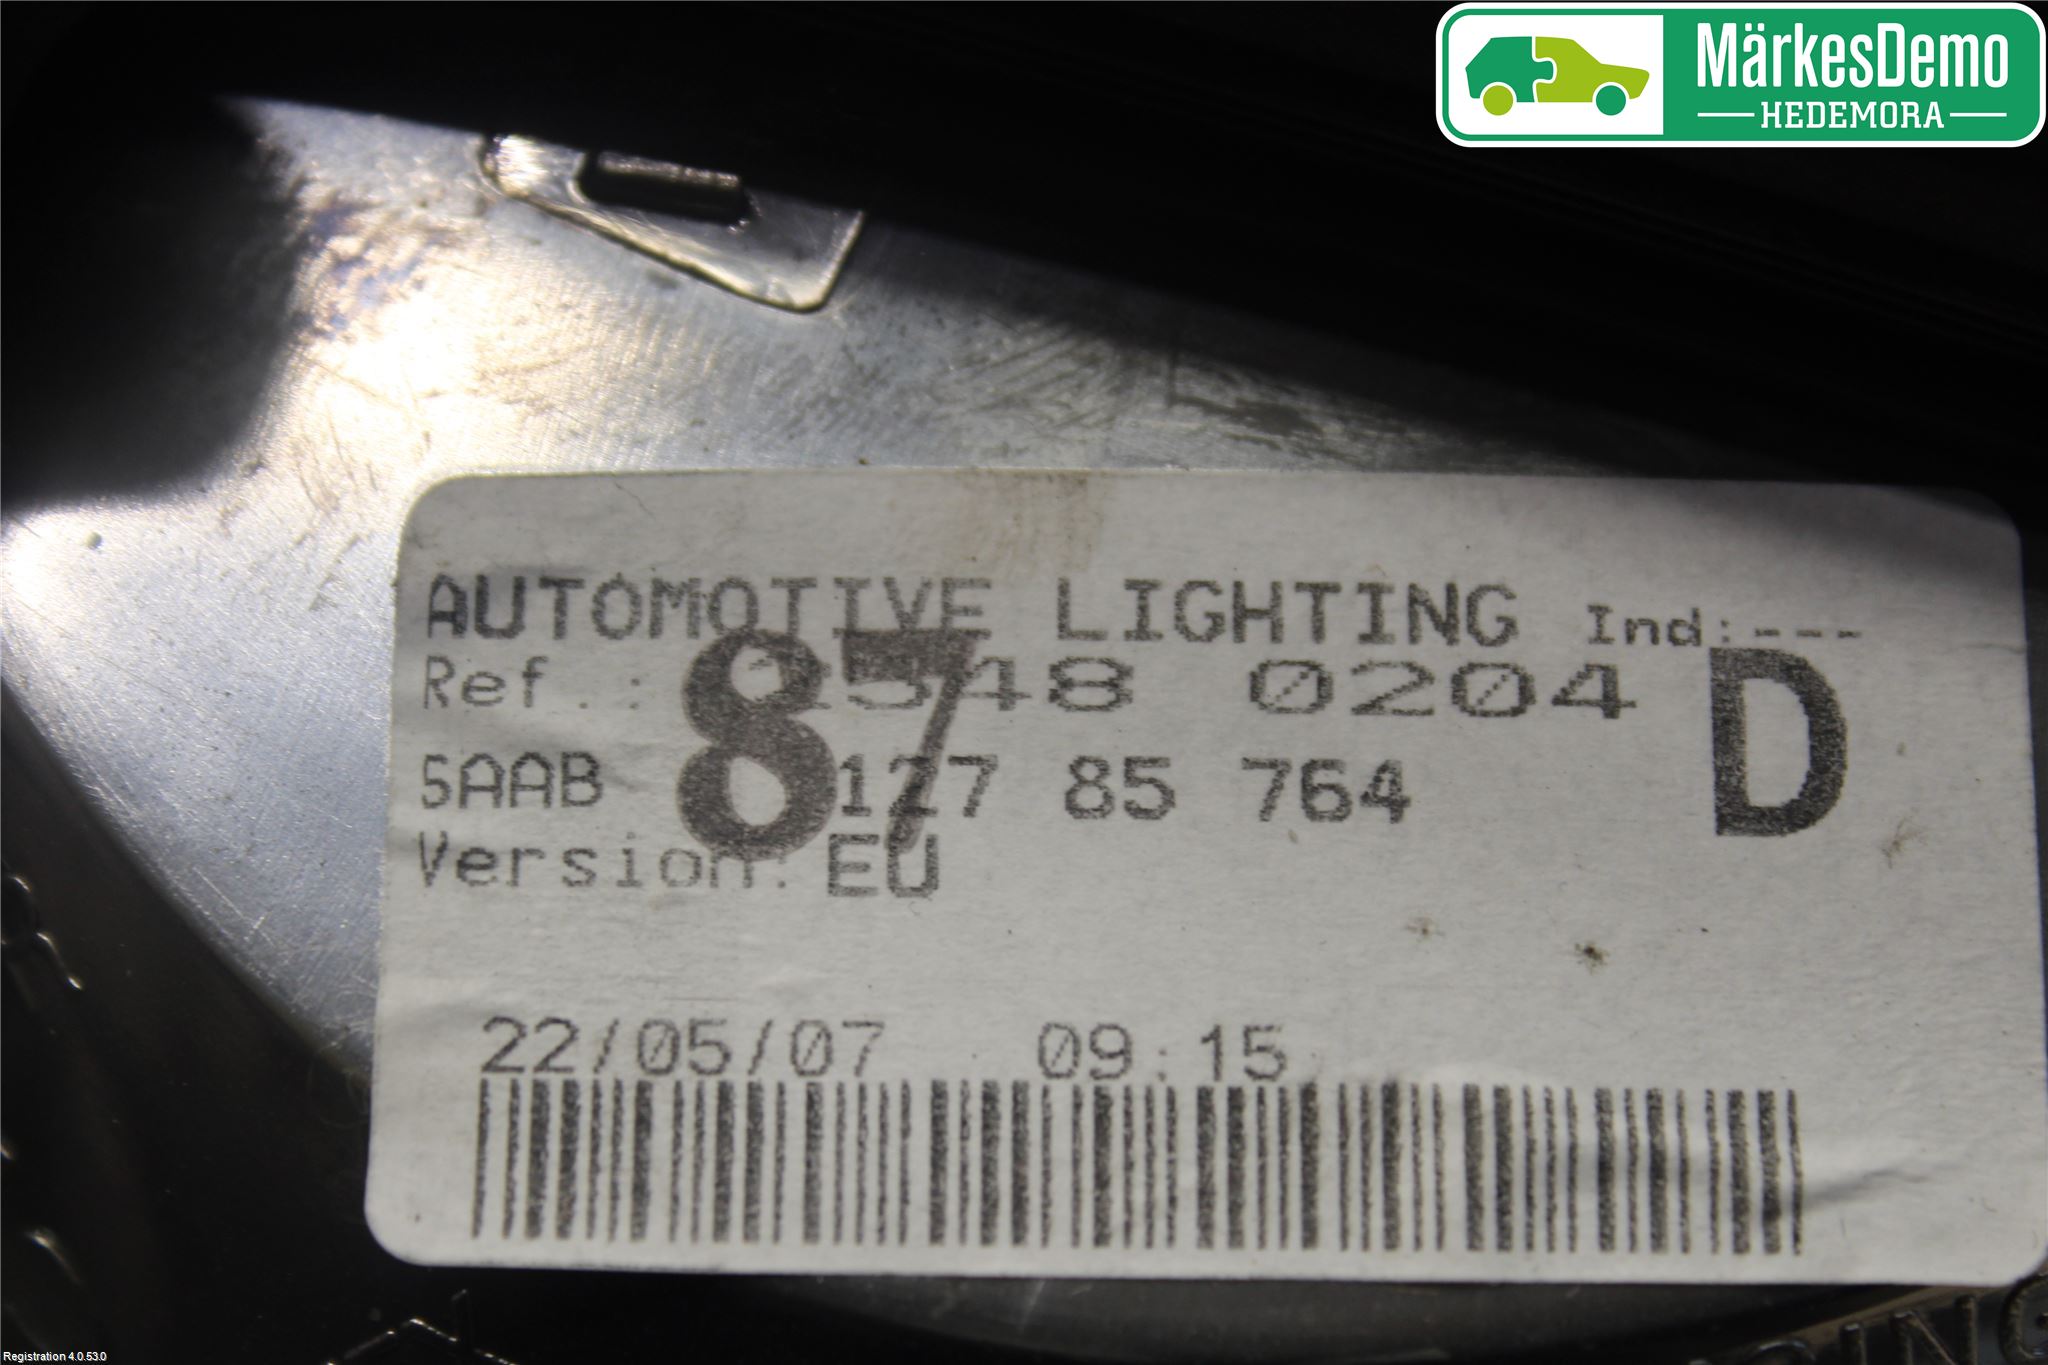 MärkesDemo
HEDEMORA
AUTOMOTIVE LIGHTING Ind:---
Ref.: 0204
87
D
SAAB 127 85 764
Version: EU
22/05/07 09:15
Registration 4.0.53.0